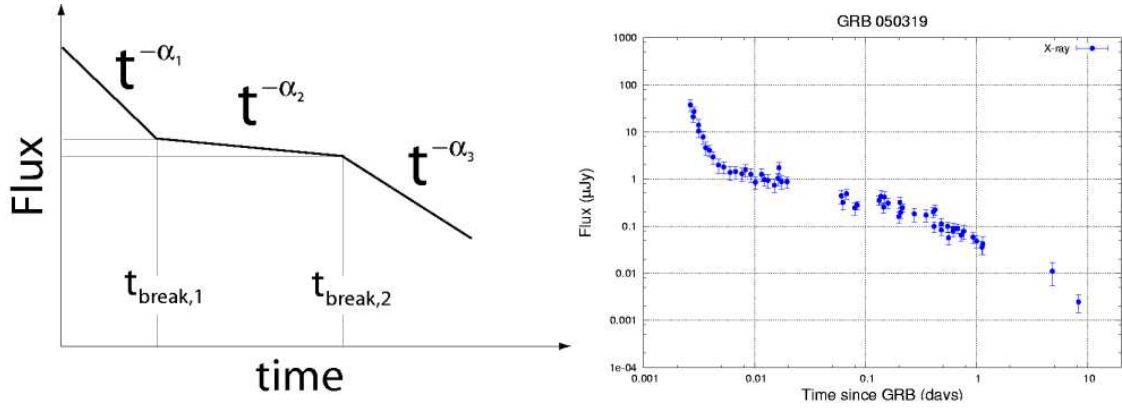 Flux
t^-α1
t^-α2
t^-α3
t break,1
t break,2
time
GRB 050319
X-ray
Flux (μJy)
1000
100
10
1
0.1
0.01
0.001
1e-04
0.001
0.01
0.1
1
10
Time since GRB (days)